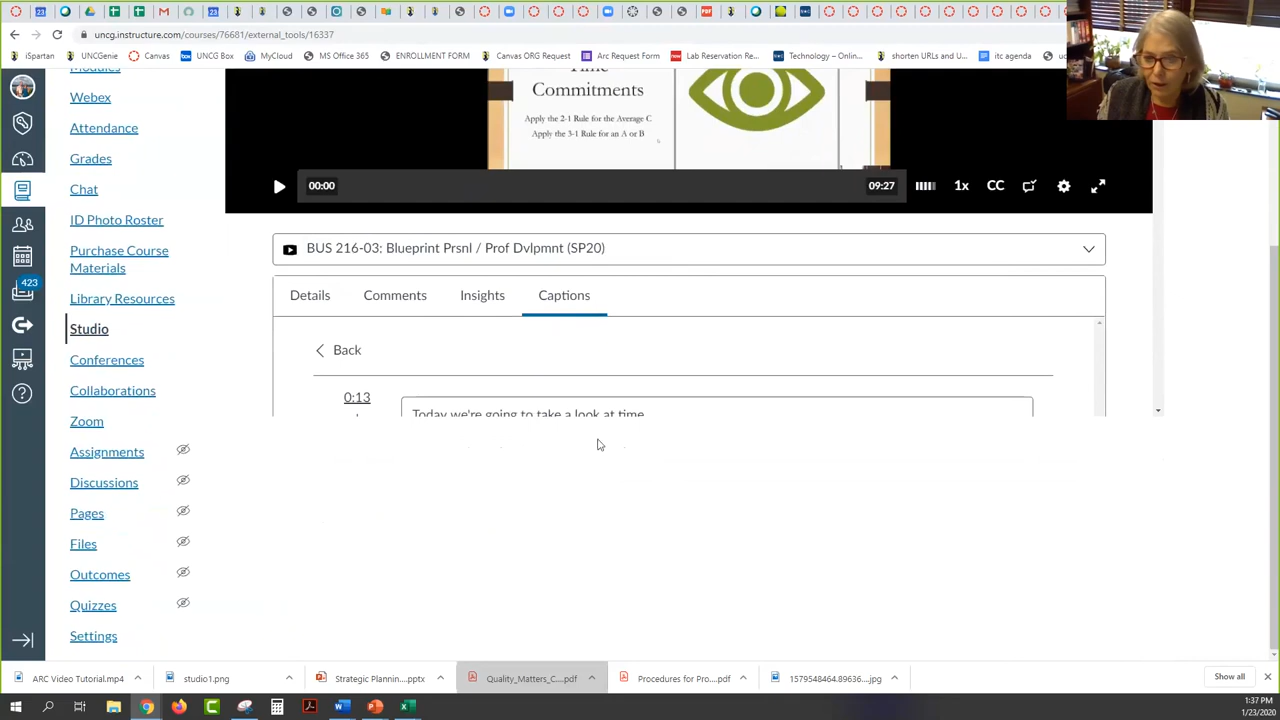 23
23
PDF
uncg.instructure.com/courses/76681/external_tools/16337
iSpartan
UNCGenie
Canvas
UNCG Box
MyCloud
MS Office 365
ENROLLMENT FORM
Canvas ORG Request
Arc Request Form
Lab Reservation Re...
Technology – Onlin...
shorten URLs and U...
itc agenda
Modules
Webex
Attendance
Grades
Chat
ID Photo Roster
Purchase Course
Materials
Library Resources
423
Studio
Conferences
Collaborations
Zoom
Assignments
Discussions
Pages
Files
Outcomes
Quizzes
Settings
Time
Commitments
Apply the 2-1 Rule for the Average C
Apply the 3-1 Rule for an A or B
00:00
09:27
1x
CC
BUS 216-03: Blueprint Prsnl / Prof Dvlpmnt (SP20)
Details
Comments
Insights
Captions
Back
0:13
Today we're going to take a look at time
ARC Video Tutorial.mp4
studio1.png
Strategic Plannin....pptx
Quality_Matters_C....pdf
Procedures for Pro....pdf
1579548464.89636....jpg
Show all
1:37 PM
1/23/2020